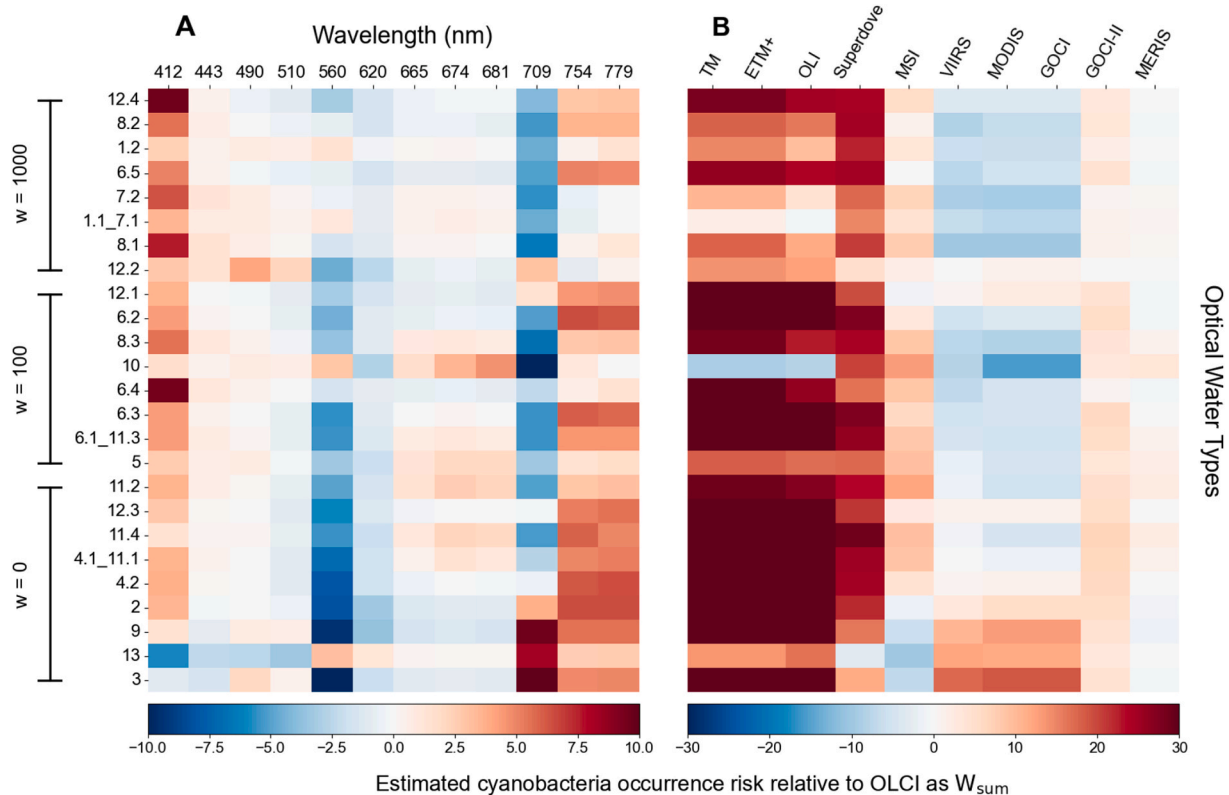 A
B
Wavelength (nm)
412 443 490 510 560 620 665 674 681 709 754 779
TM ETM+ OLI Superdove MSI VIIRS MODIS GOCI GOCI-II MERIS
w = 1000
w = 100
w = 0
12.4
8.2
1.2
6.5
7.2
1.1_7.1
8.1
12.2
12.1
6.2
8.3
10
6.4
6.3
6.1_11.3
5
11.2
12.3
11.4
4.1_11.1
4.2
2
9
13
3
Optical Water Types
−10.0 −7.5 −5.0 −2.5 0.0 2.5 5.0 7.5 10.0
−30 −20 −10 0 10 20 30
Estimated cyanobacteria occurrence risk relative to OLCI as Wsum